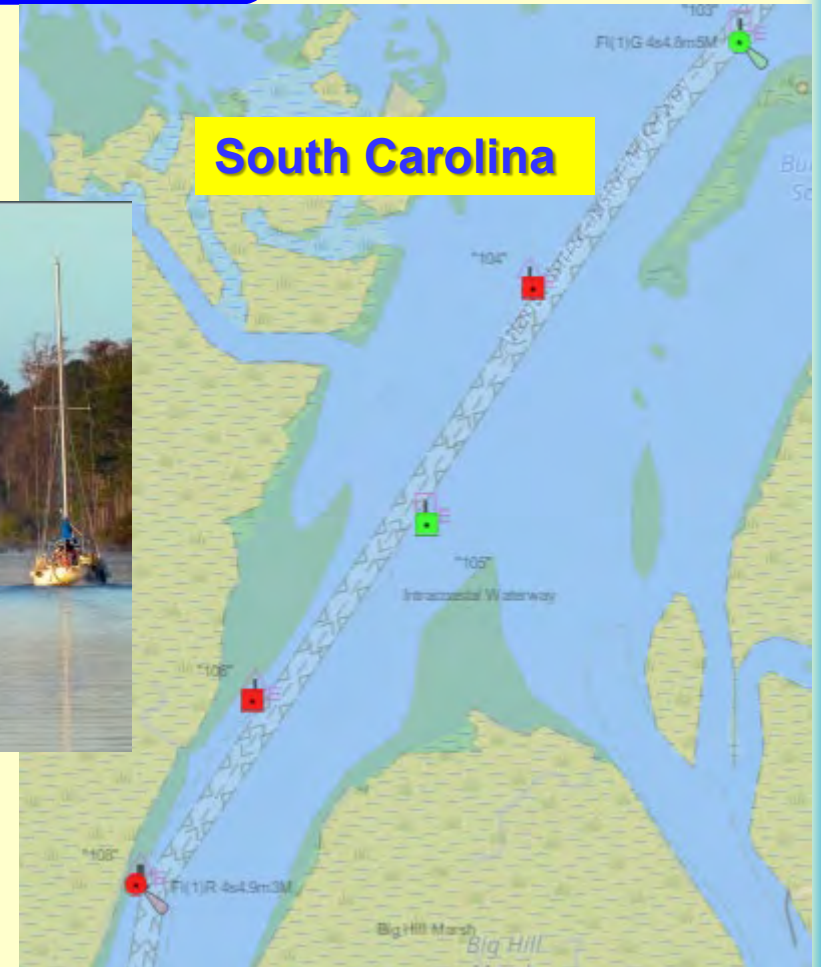 "103"
Fl(1)G 4s4.8m5M
South Carolina
"104"
"105"
Intracoastal Waterway
"106"
"108"
Fl(1)R 4s4.9m3M
Big Hill Marsh
Big Hill